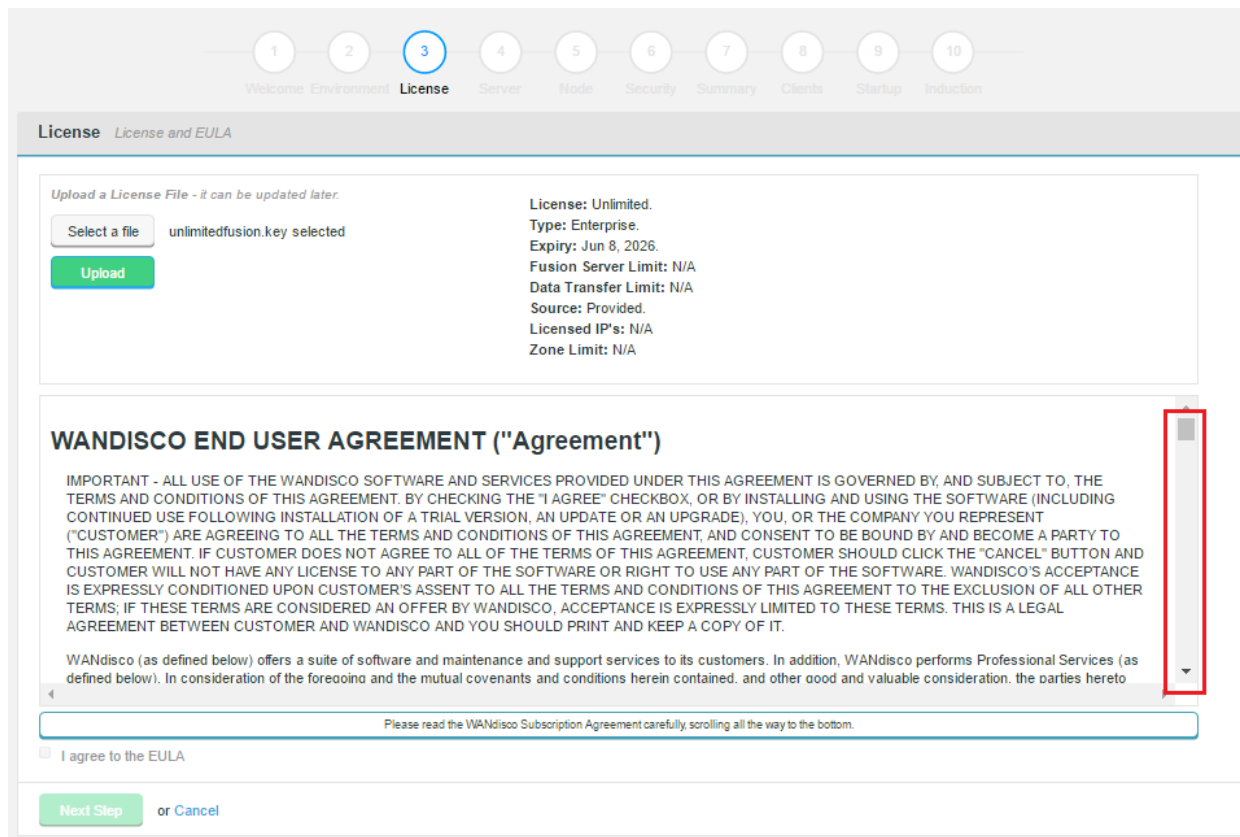 1 2 3 4 5 6 7 8 9 10
Welcome Environment License Server Node Security Summary Clients Startup Induction
License License and EULA
Upload a License File - it can be updated later.
Select a file unlimitedfusion.key selected
Upload
License: Unlimited.
Type: Enterprise.
Expiry: Jun 8, 2026.
Fusion Server Limit: N/A
Data Transfer Limit: N/A
Source: Provided.
Licensed IP's: N/A
Zone Limit: N/A
WANDISCO END USER AGREEMENT ("Agreement")
IMPORTANT - ALL USE OF THE WANDISCO SOFTWARE AND SERVICES PROVIDED UNDER THIS AGREEMENT IS GOVERNED BY, AND SUBJECT TO, THE
TERMS AND CONDITIONS OF THIS AGREEMENT. BY CHECKING THE "I AGREE" CHECKBOX, OR BY INSTALLING AND USING THE SOFTWARE (INCLUDING
CONTINUED USE FOLLOWING INSTALLATION OF A TRIAL VERSION, AN UPDATE OR AN UPGRADE), YOU, OR THE COMPANY YOU REPRESENT
("CUSTOMER") ARE AGREEING TO ALL THE TERMS AND CONDITIONS OF THIS AGREEMENT, AND CONSENT TO BE BOUND BY AND BECOME A PARTY TO
THIS AGREEMENT. IF CUSTOMER DOES NOT AGREE TO ALL OF THE TERMS OF THIS AGREEMENT, CUSTOMER SHOULD CLICK THE "CANCEL" BUTTON AND
CUSTOMER WILL NOT HAVE ANY LICENSE TO ANY PART OF THE SOFTWARE OR RIGHT TO USE ANY PART OF THE SOFTWARE. WANDISCO'S ACCEPTANCE
IS EXPRESSLY CONDITIONED UPON CUSTOMER'S ASSENT TO ALL THE TERMS AND CONDITIONS OF THIS AGREEMENT TO THE EXCLUSION OF ALL OTHER
TERMS; IF THESE TERMS ARE CONSIDERED AN OFFER BY WANDISCO, ACCEPTANCE IS EXPRESSLY LIMITED TO THESE TERMS. THIS IS A LEGAL
AGREEMENT BETWEEN CUSTOMER AND WANDISCO AND YOU SHOULD PRINT AND KEEP A COPY OF IT.
WANdisco (as defined below) offers a suite of software and maintenance and support services to its customers. In addition, WANdisco performs Professional Services (as
defined below). In consideration of the foregoing and the mutual covenants and conditions herein contained, and other good and valuable consideration, the parties hereto
Please read the WANdisco Subscription Agreement carefully, scrolling all the way to the bottom.
I agree to the EULA
Next Step or Cancel